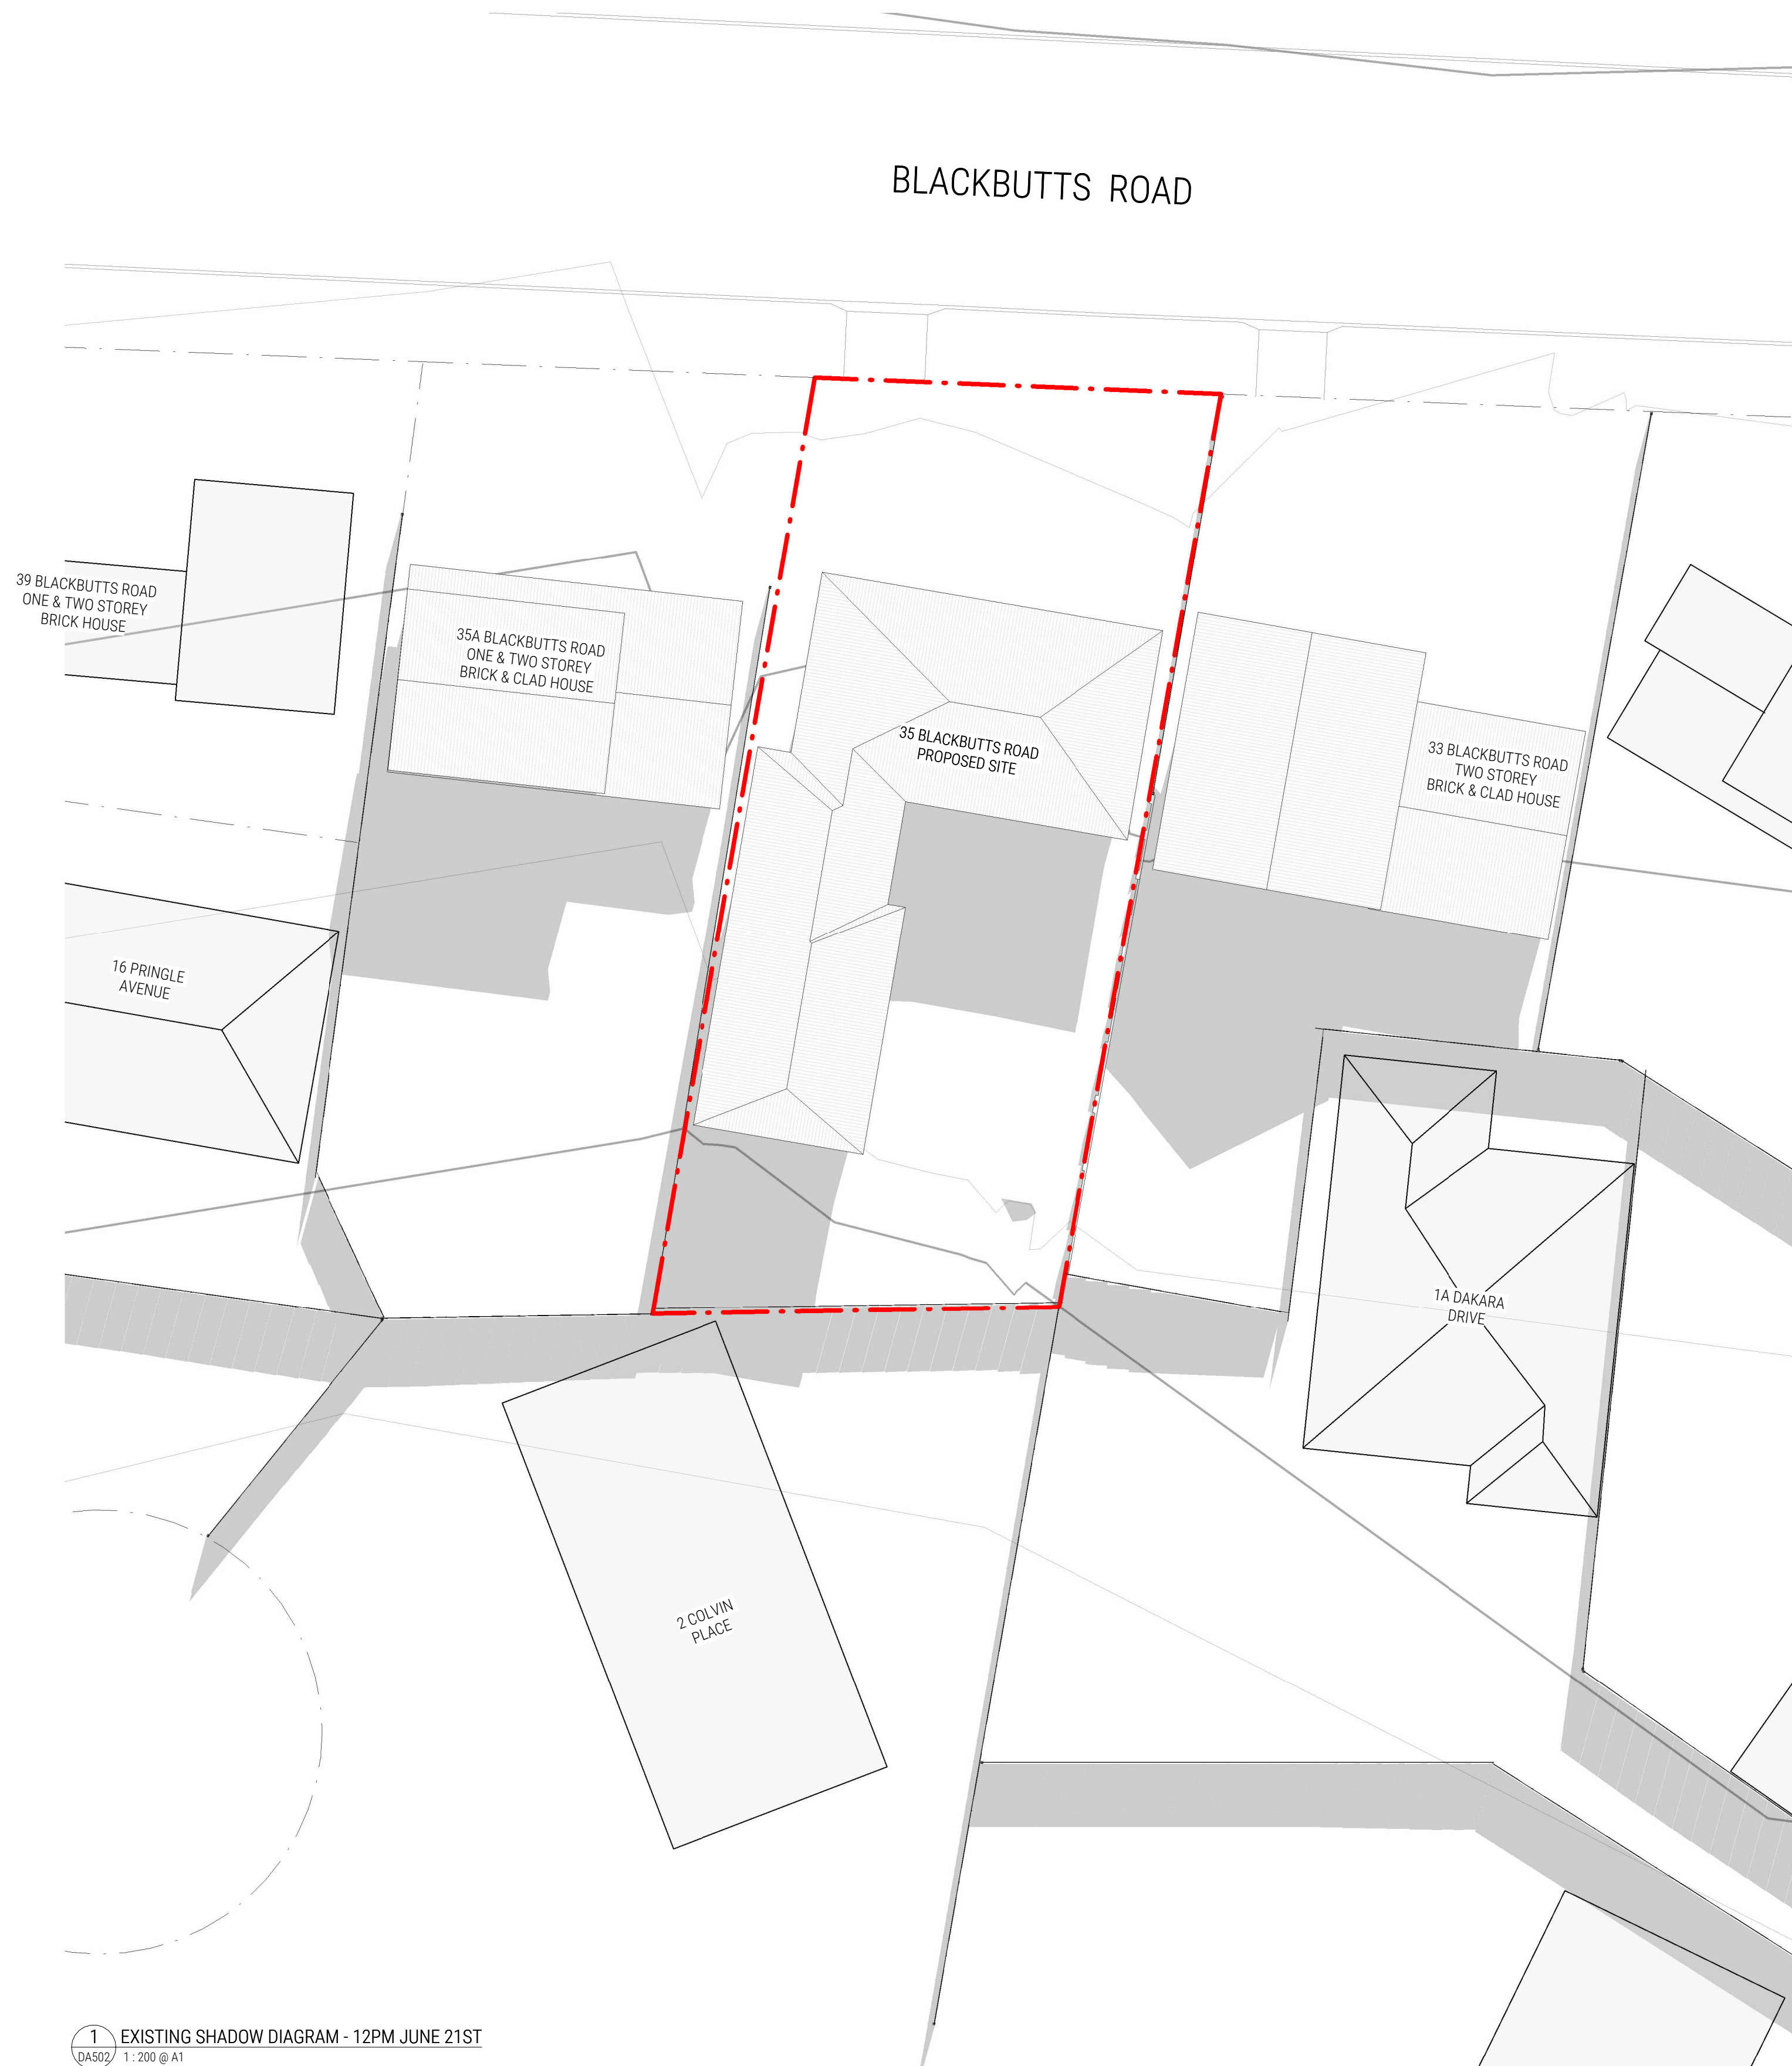 BLACKBUTTS ROAD
39 BLACKBUTTS ROAD
ONE & TWO STOREY
BRICK HOUSE
35A BLACKBUTTS ROAD
ONE & TWO STOREY
BRICK & CLAD HOUSE
35 BLACKBUTTS ROAD
PROPOSED SITE
33 BLACKBUTTS ROAD
TWO STOREY
BRICK & CLAD HOUSE
16 PRINGLE
AVENUE
1A DAKARA
DRIVE
2 COLVIN
PLACE
1 EXISTING SHADOW DIAGRAM - 12PM JUNE 21ST
DA502 1 : 200 @ A1